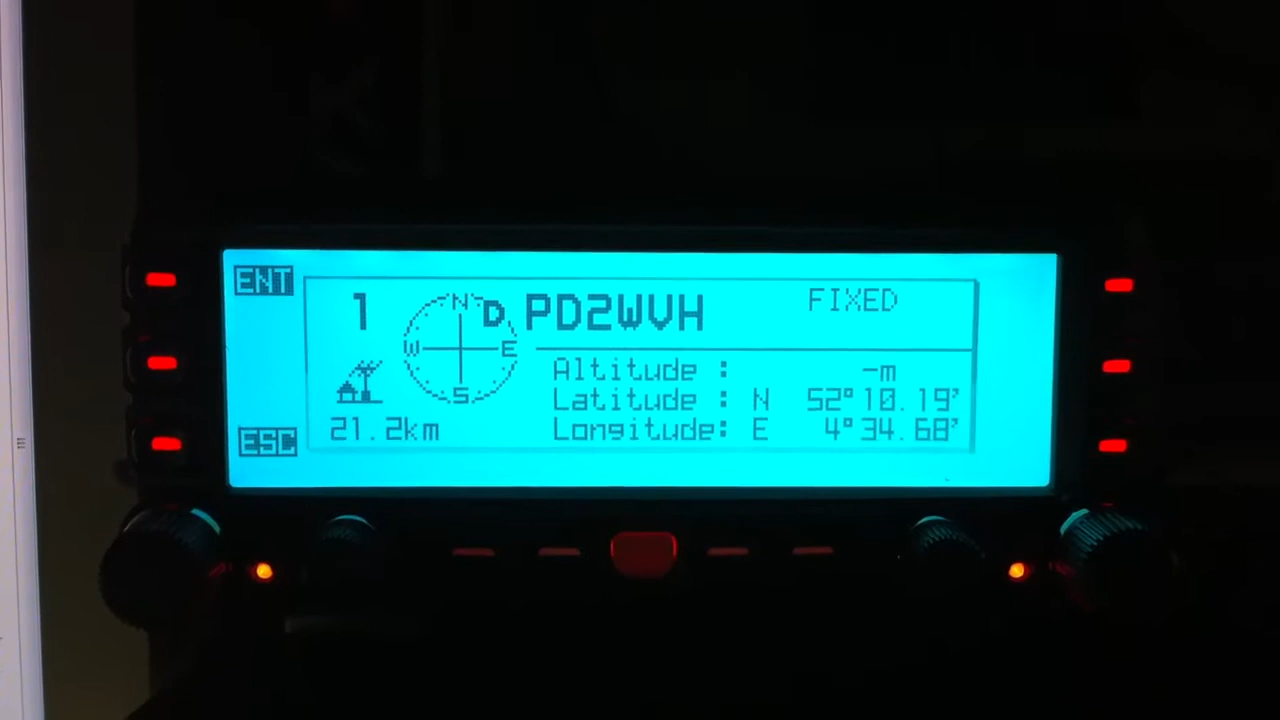 ENT
1
N
D
PD2WVH
FIXED
W
E
S
Altitude : -m
Latitude : N 52°10.19'
Longitude: E 4°34.68'
21.2km
ESC